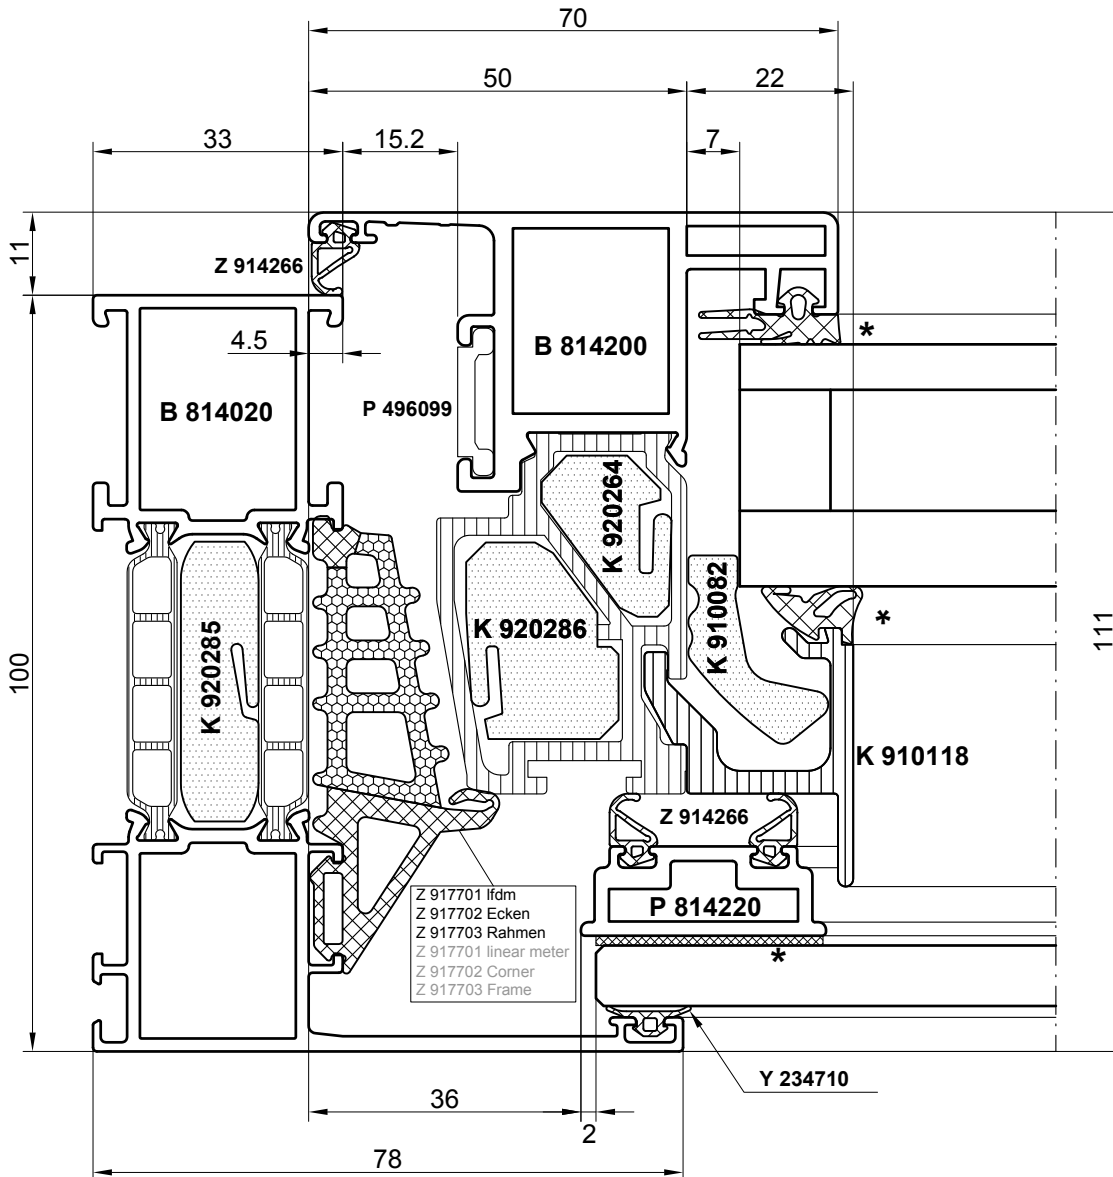 70
50
22
33
15.2
7
11
Z 914266
4.5
B 814200
*
B 814020
P 496099
K 920264
K 910082
*
K 920286
K 920285
100
111
K 910118
Z 914266
Z 917701 lfdm
Z 917702 Ecken
Z 917703 Rahmen
Z 917701 linear meter
Z 917702 Corner
Z 917703 Frame
P 814220
*
Y 234710
36
2
78